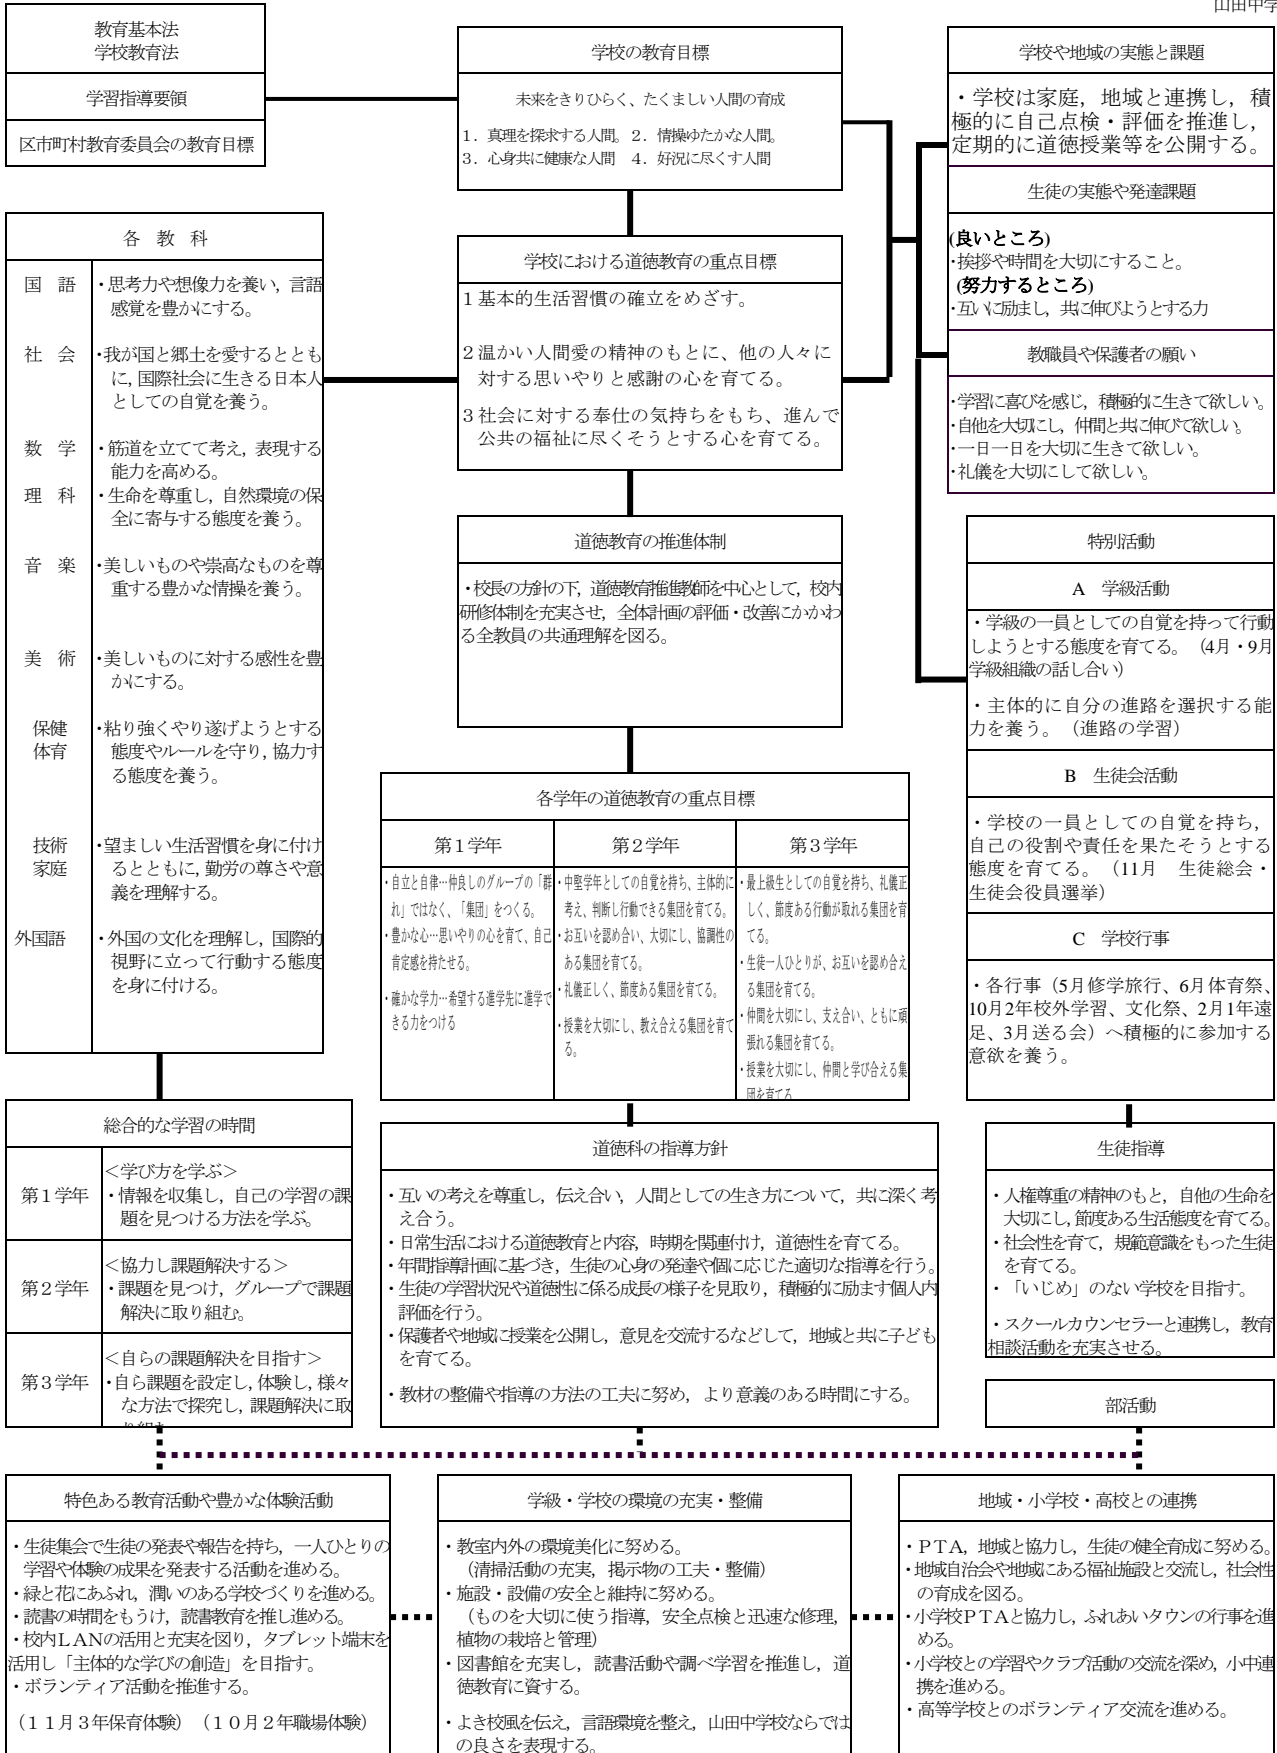 山田中学
教育基本法
学校教育法
学習指導要領
区市町村教育委員会の教育目標
学校の教育目標
未来をきりひらく、たくましい人間の育成
1．真理を探求する人間。2．情操ゆたかな人間。
3．心身共に健康な人間　4．好況に尽くす人間
学校や地域の実態と課題
・学校は家庭，地域と連携し，積
極的に自己点検・評価を推進し，
定期的に道徳授業等を公開する。
生徒の実態や発達課題
(良いところ)
・挨拶や時間を大切にすること。
(努力するところ)
・互いに励まし，共に伸びようとする力
教職員や保護者の願い
・学習に喜びを感じ，積極的に生きて欲しい。
・自他を大切にし，仲間と共に伸びて欲しい。
・一日一日を大切に生きて欲しい。
・礼儀を大切にして欲しい。
各　教　科
国　語　・思考力や想像力を養い，言語
感覚を豊かにする。
社　会　・我が国と郷土を愛するととも
に，国際社会に生きる日本人
としての自覚を養う。
数　学　・筋道を立てて考え，表現する
能力を高める。
理　科　・生命を尊重し，自然環境の保
全に寄与する態度を養う。
音　楽　・美しいものや崇高なものを尊
重する豊かな情操を養う。
美　術　・美しいものに対する感性を豊
かにする。
保健　・粘り強くやり遂げようとする
体育　態度やルールを守り，協力す
る態度を養う。
技術　・望ましい生活習慣を身に付け
家庭　るとともに，勤労の尊さや意
義を理解する。
外国語　・外国の文化を理解し，国際的
視野に立って行動する態度
を身に付ける。
学校における道徳教育の重点目標
1 基本的生活習慣の確立をめざす。
2 温かい人間愛の精神のもとに、他の人々に
対する思いやりと感謝の心を育てる。
3 社会に対する奉仕の気持ちをもち、進んで
公共の福祉に尽くそうとする心を育てる。
道徳教育の推進体制
・校長の方針の下，道徳教育推進教師を中心として，校内
研修体制を充実させ，全体計画の評価・改善にかかわ
る全教員の共通理解を図る。
各学年の道徳教育の重点目標
第１学年
・自立と自律…仲良しのグループの「群
れ」ではなく、「集団」をつくる。
・豊かな心…思いやりの心を育て、自己
肯定感を持たせる。
・確かな学力…希望する進学先に進学で
きる力をつける
第２学年
・中堅学年としての自覚を持ち、主体的に
考え、判断し行動できる集団を育てる。
・お互いを認め合い、大切にし、協調性の
ある集団を育てる。
・礼儀正しく、節度ある集団を育てる。
・授業を大切にし、教え合える集団を育て
る。
第３学年
・最上級生としての自覚を持ち、礼儀正
しく、節度ある行動が取れる集団を育
てる。
・生徒一人ひとりが、お互いを認め合え
る集団を育てる。
・仲間を大切にし、支え合い、ともに頑
張れる集団を育てる。
・授業を大切にし、仲間と学び合える集
団を育てる
特別活動
A　学級活動
・学級の一員としての自覚を持って行動
しようとする態度を育てる。（4月・9月
学級組織の話し合い）
・主体的に自分の進路を選択する能
力を養う。（進路の学習）
B　生徒会活動
・学校の一員としての自覚を持ち，
自己の役割や責任を果たそうとする
態度を育てる。（11月　生徒総会・
生徒会役員選挙）
C　学校行事
・各行事（5月修学旅行、6月体育祭、
10月2年校外学習、文化祭、2月1年遠
足、3月送る会）へ積極的に参加する
意欲を養う。
総合的な学習の時間
第１学年
＜学び方を学ぶ＞
・情報を収集し，自己の学習の課
題を見つける方法を学ぶ。
第２学年
＜協力し課題解決する＞
・課題を見つけ，グループで課題
解決に取り組む。
第３学年
＜自らの課題解決を目指す＞
・自ら課題を設定し，体験し，様々
な方法で探究し，課題解決に取
道徳科の指導方針
・互いの考えを尊重し，伝え合い，人間としての生き方について，共に深く考
え合う。
・日常生活における道徳教育と内容，時期を関連付け，道徳性を育てる。
・年間指導計画に基づき，生徒の心身の発達や個に応じた適切な指導を行う。
・生徒の学習状況や道徳性に係る成長の様子を見取り，積極的に励ます個人内
評価を行う。
・保護者や地域に授業を公開し，意見を交流するなどして，地域と共に子ども
を育てる。
・教材の整備や指導の方法の工夫に努め，より意義のある時間にする。
生徒指導
・人権尊重の精神のもと，自他の生命を
大切にし，節度ある生活態度を育てる。
・社会性を育て，規範意識をもった生徒
を育てる。
・「いじめ」のない学校を目指す。
・スクールカウンセラーと連携し，教育
相談活動を充実させる。
部活動
特色ある教育活動や豊かな体験活動
・生徒集会で生徒の発表や報告を持ち，一人ひとりの
学習や体験の成果を発表する活動を進める。
・緑と花にあふれ，潤いのある学校づくりを進める。
・読書の時間をもうけ，読書教育を推し進める。
・校内ＬＡＮの活用と充実を図り，タブレット端末を
活用し「主体的な学びの創造」を目指す。
・ボランティア活動を推進する。
（１１月３年保育体験）（１０月２年職場体験）
学級・学校の環境の充実・整備
・教室内外の環境美化に努める。
（清掃活動の充実，掲示物の工夫・整備）
・施設・設備の安全と維持に努める。
（ものを大切に使う指導，安全点検と迅速な修理，
植物の栽培と管理）
・図書館を充実し，読書活動や調べ学習を推進し，道
徳教育に資する。
・よき校風を伝え，言語環境を整え，山田中学校ならでは
の良さを表現する。
地域・小学校・高校との連携
・ＰＴＡ，地域と協力し，生徒の健全育成に努める。
・地域自治会や地域にある福祉施設と交流し，社会性
の育成を図る。
・小学校ＰＴＡと協力し，ふれあいタウンの行事を進
める。
・小学校との学習やクラブ活動の交流を深め，小中連
携を進める。
・高等学校とのボランティア交流を進める。